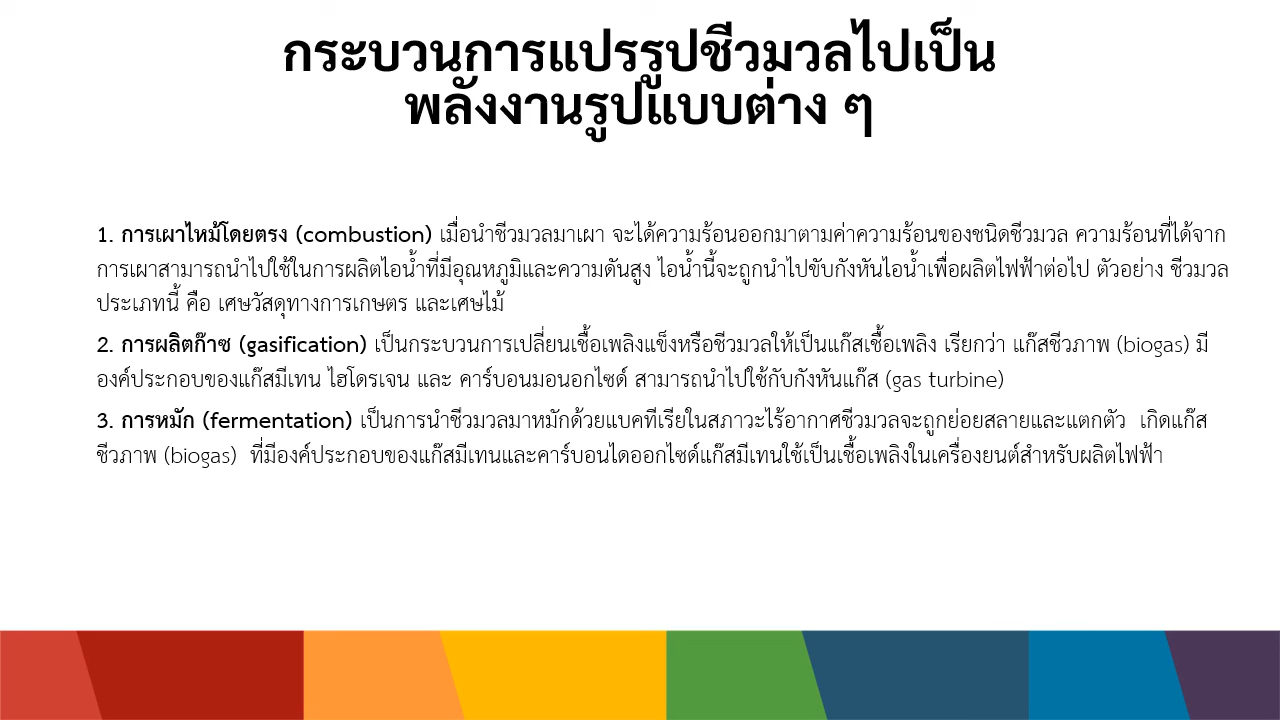 กระบวนการแปรรูปชีวมวลไปเป็น
พลังงานรูปแบบต่าง ๆ
1. การเผาไหม้โดยตรง (combustion) เมื่อนำชีวมวลมาเผา จะได้ความร้อนออกมาตามค่าความร้อนของชนิดชีวมวล ความร้อนที่ได้จาก
การเผาสามารถนำไปใช้ในการผลิตไอน้ำที่มีอุณหภูมิและความดันสูง ไอน้ำนี้จะถูกนำไปขับกังหันไอน้ำเพื่อผลิตไฟฟ้าต่อไป ตัวอย่าง ชีวมวล
ประเภทนี้ คือ เศษวัสดุทางการเกษตร และเศษไม้
2. การผลิตก๊าซ (gasification) เป็นกระบวนการเปลี่ยนเชื้อเพลิงแข็งหรือชีวมวลให้เป็นแก๊สเชื้อเพลิง เรียกว่า แก๊สชีวภาพ (biogas) มี
องค์ประกอบของแก๊สมีเทน ไฮโดรเจน และ คาร์บอนมอนอกไซด์ สามารถนำไปใช้กับกังหันแก๊ส (gas turbine)
3. การหมัก (fermentation) เป็นการนำชีวมวลมาหมักด้วยแบคทีเรียในสภาวะไร้อากาศชีวมวลจะถูกย่อยสลายและแตกตัว เกิดแก๊ส
ชีวภาพ (biogas) ที่มีองค์ประกอบของแก๊สมีเทนและคาร์บอนไดออกไซด์แก๊สมีเทนใช้เป็นเชื้อเพลิงในเครื่องยนต์สำหรับผลิตไฟฟ้า